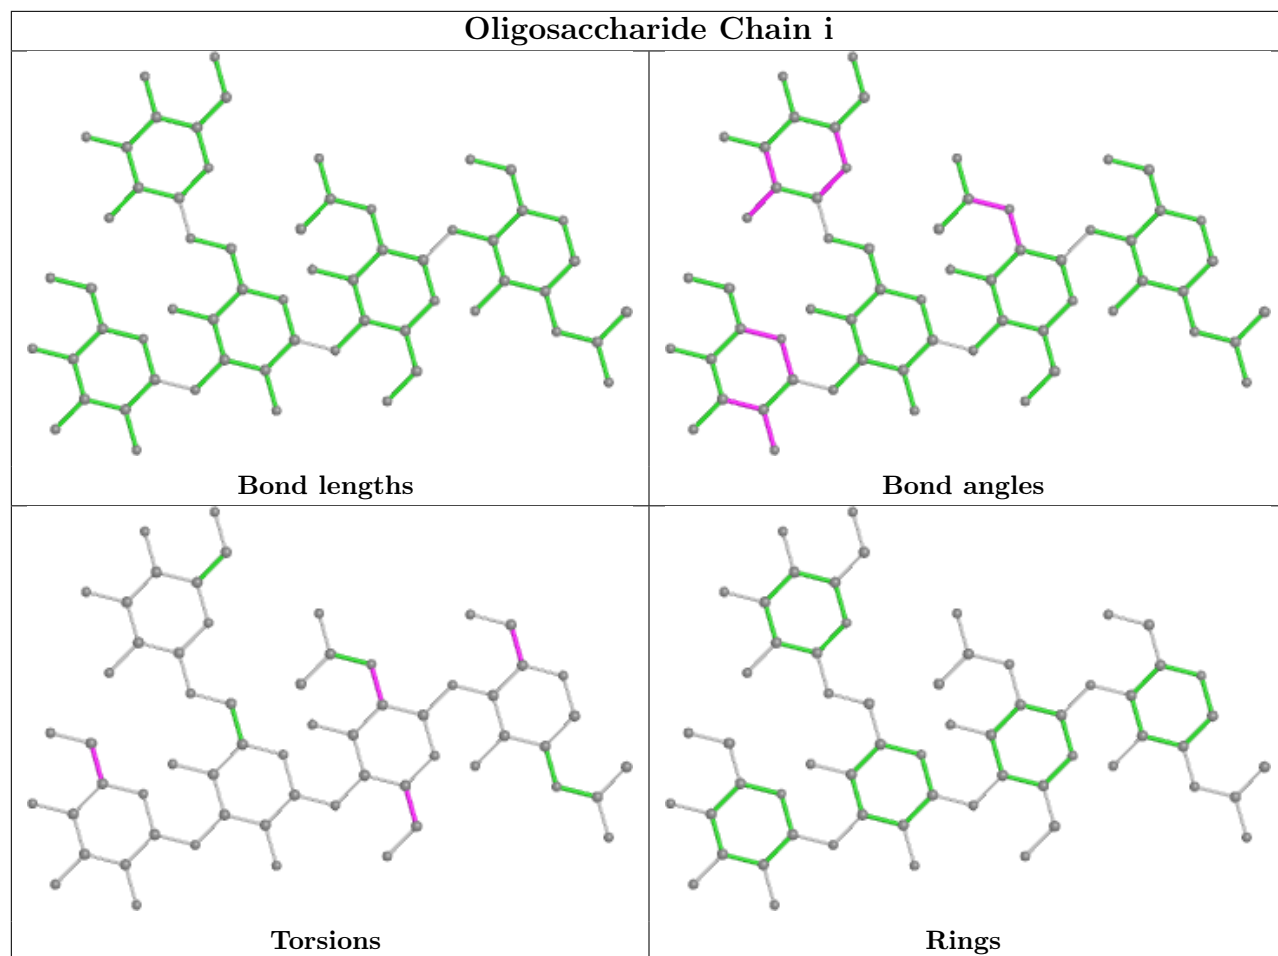 Oligosaccharide Chain i
Bond lengths
Bond angles
Torsions
Rings